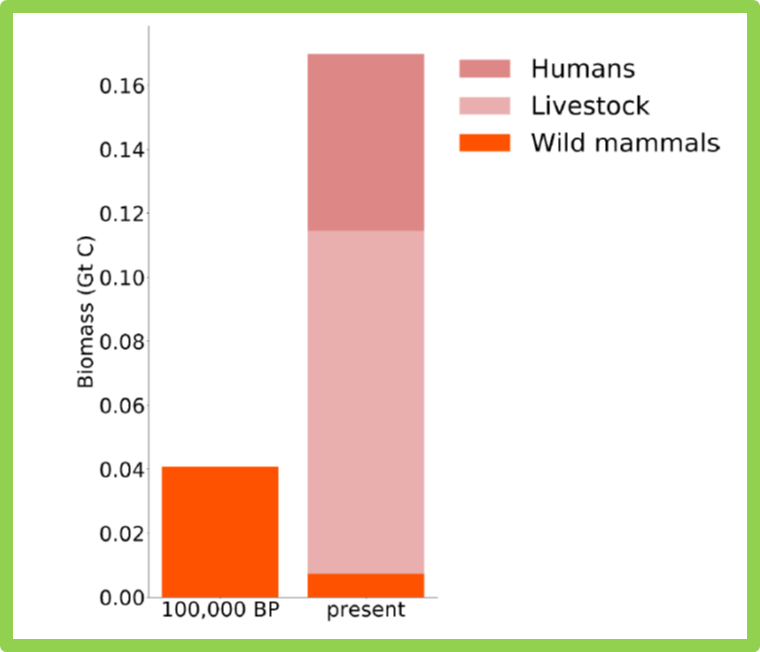 Humans
Livestock
Wild mammals
Biomass (Gt C)
0.16
0.14
0.12
0.10
0.08
0.06
0.04
0.02
0.00
100,000 BP
present